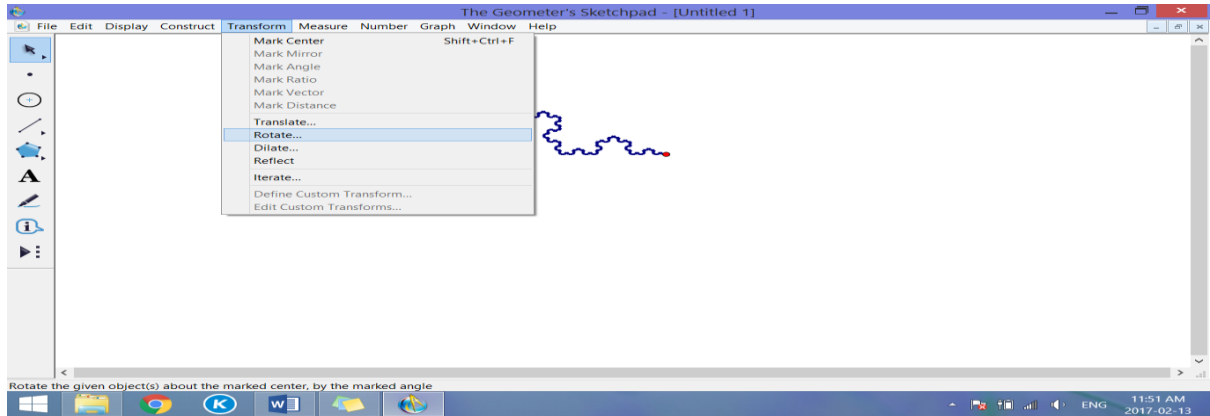 The Geometer's Sketchpad - [Untitled 1]
File Edit Display Construct Transform Measure Number Graph Window Help
Mark Center Shift+Ctrl+F
Mark Mirror
Mark Angle
Mark Ratio
Mark Vector
Mark Distance
Translate...
Rotate...
Dilate...
Reflect
Iterate...
Define Custom Transform...
Edit Custom Transforms...
A
Rotate the given object(s) about the marked center, by the marked angle
K
W
ENG
11:51 AM
2017-02-13